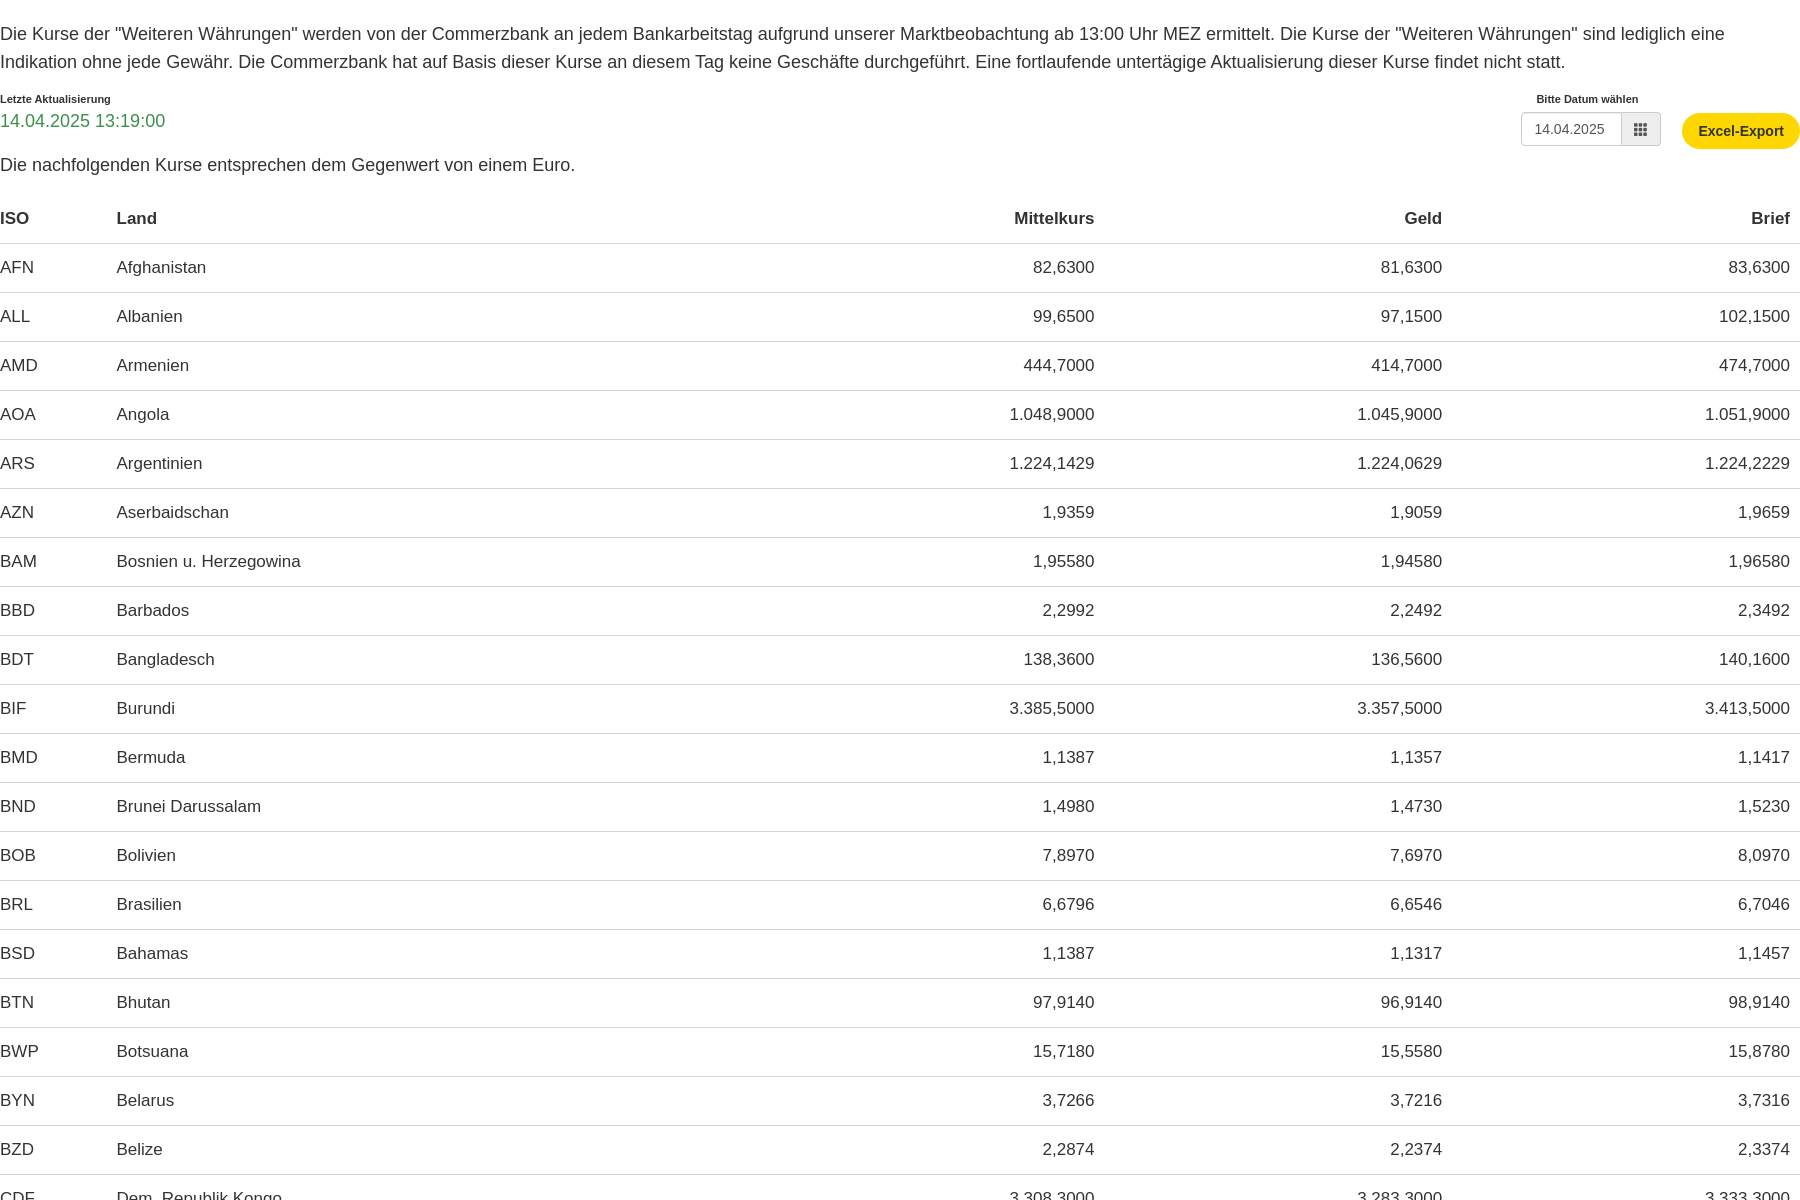 Die Kurse der "Weiteren Währungen" werden von der Commerzbank an jedem Bankarbeitstag aufgrund unserer Marktbeobachtung ab 13:00 Uhr MEZ ermittelt. Die Kurse der "Weiteren Währungen" sind lediglich eine
Indikation ohne jede Gewähr. Die Commerzbank hat auf Basis dieser Kurse an diesem Tag keine Geschäfte durchgeführt. Eine fortlaufende untertägige Aktualisierung dieser Kurse findet nicht statt.
Letzte Aktualisierung
14.04.2025 13:19:00
Bitte Datum wählen
14.04.2025
Excel-Export
Die nachfolgenden Kurse entsprechen dem Gegenwert von einem Euro.
ISO Land Mittelkurs Geld Brief
AFN Afghanistan 82,6300 81,6300 83,6300
ALL Albanien 99,6500 97,1500 102,1500
AMD Armenien 444,7000 414,7000 474,7000
AOA Angola 1.048,9000 1.045,9000 1.051,9000
ARS Argentinien 1.224,1429 1.224,0629 1.224,2229
AZN Aserbaidschan 1,9359 1,9059 1,9659
BAM Bosnien u. Herzegowina 1,95580 1,94580 1,96580
BBD Barbados 2,2992 2,2492 2,3492
BDT Bangladesch 138,3600 136,5600 140,1600
BIF Burundi 3.385,5000 3.357,5000 3.413,5000
BMD Bermuda 1,1387 1,1357 1,1417
BND Brunei Darussalam 1,4980 1,4730 1,5230
BOB Bolivien 7,8970 7,6970 8,0970
BRL Brasilien 6,6796 6,6546 6,7046
BSD Bahamas 1,1387 1,1317 1,1457
BTN Bhutan 97,9140 96,9140 98,9140
BWP Botsuana 15,7180 15,5580 15,8780
BYN Belarus 3,7266 3,7216 3,7316
BZD Belize 2,2874 2,2374 2,3374
CDF Dem. Republik Kongo 3.308,3000 3.283,3000 3.333,3000